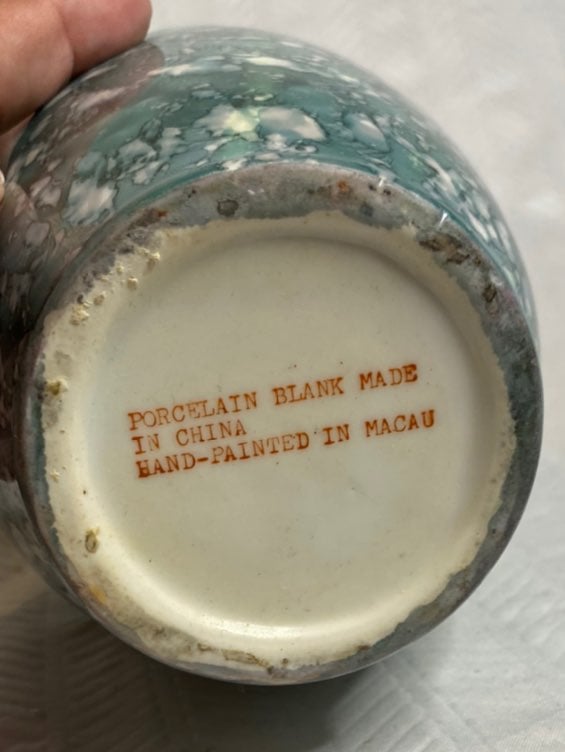 PORCELAIN BLANK MADE
IN CHINA
HAND-PAINTED IN MACAU